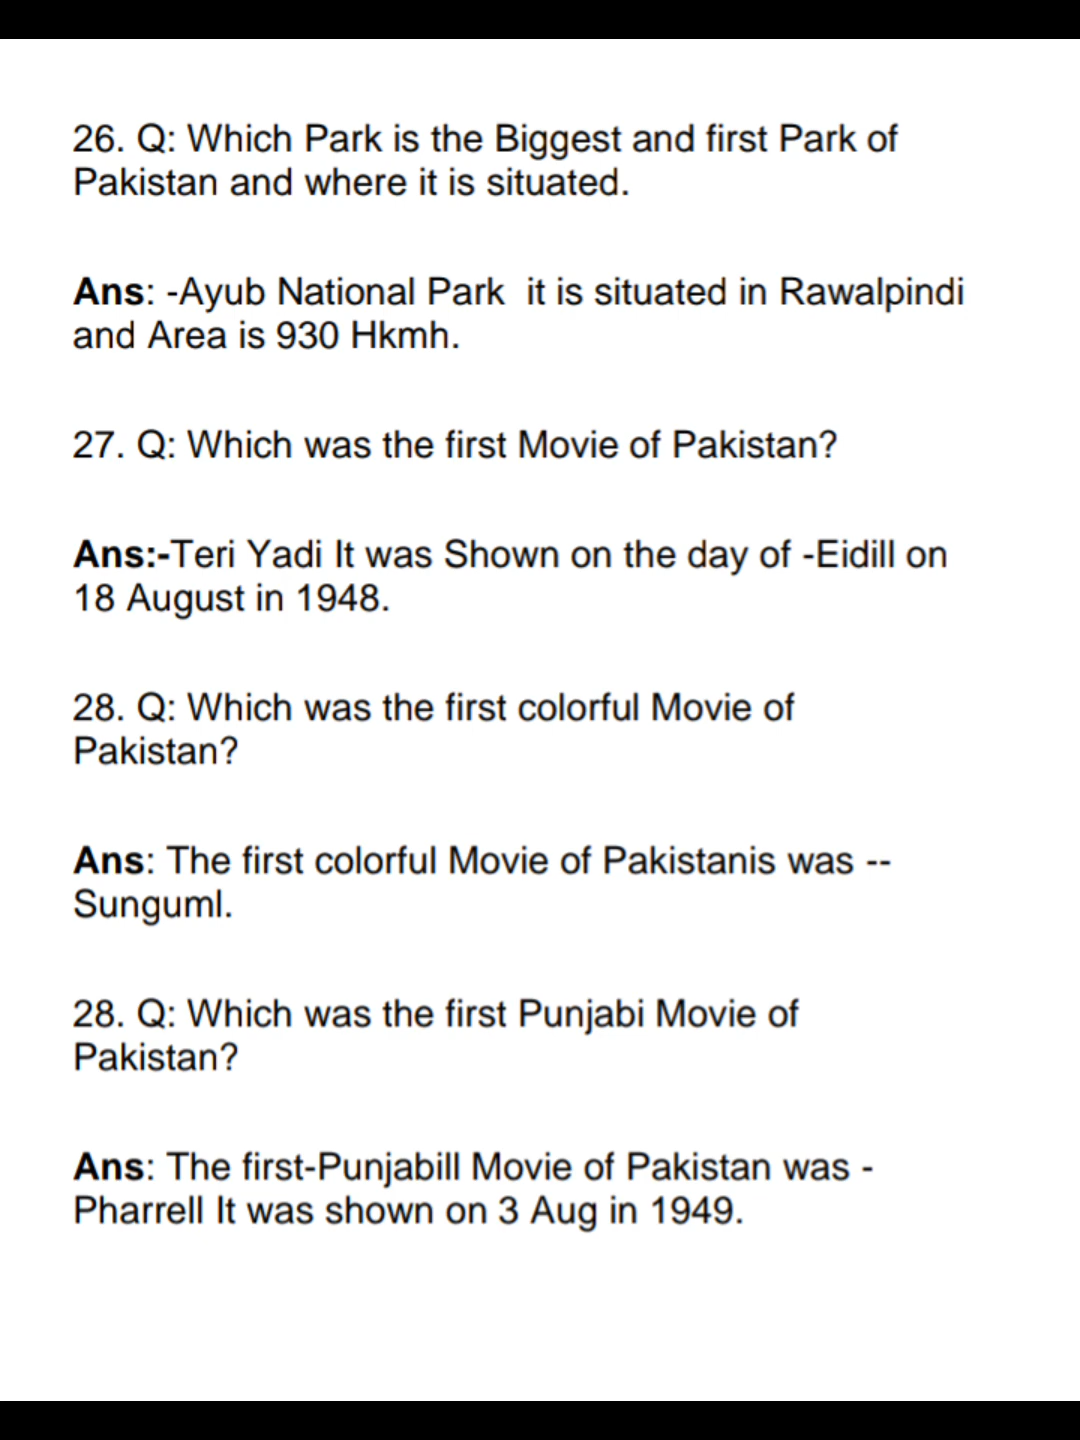 26. Q: Which Park is the Biggest and first Park of
Pakistan and where it is situated.
Ans: -Ayub National Park  it is situated in Rawalpindi
and Area is 930 Hkmh.
27. Q: Which was the first Movie of Pakistan?
Ans:-Teri Yadi It was Shown on the day of -Eidill on
18 August in 1948.
28. Q: Which was the first colorful Movie of
Pakistan?
Ans: The first colorful Movie of Pakistanis was --
Sunguml.
28. Q: Which was the first Punjabi Movie of
Pakistan?
Ans: The first-Punjabill Movie of Pakistan was -
Pharrell It was shown on 3 Aug in 1949.